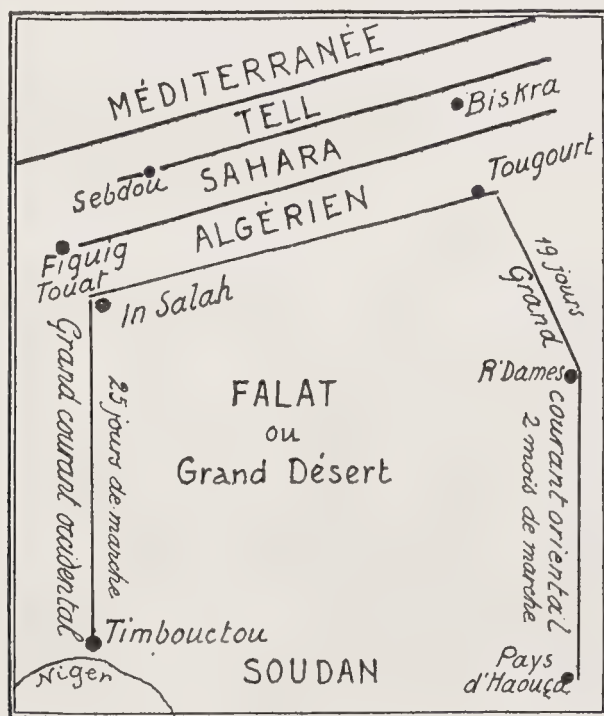 MÉDITERRANÉE
TELL
Biskra
Sebdou
SAHARA
Tougourt
ALGÉRIEN
Figuig
Touat
In Salah
19 jours
Grand
R'Dames
Grand courant occidental
25 jours de marche
FALAT
ou
Grand Désert
courant oriental
2 mois de marche
Timbouctou
SOUDAN
Niger
Pays
d'Haouça